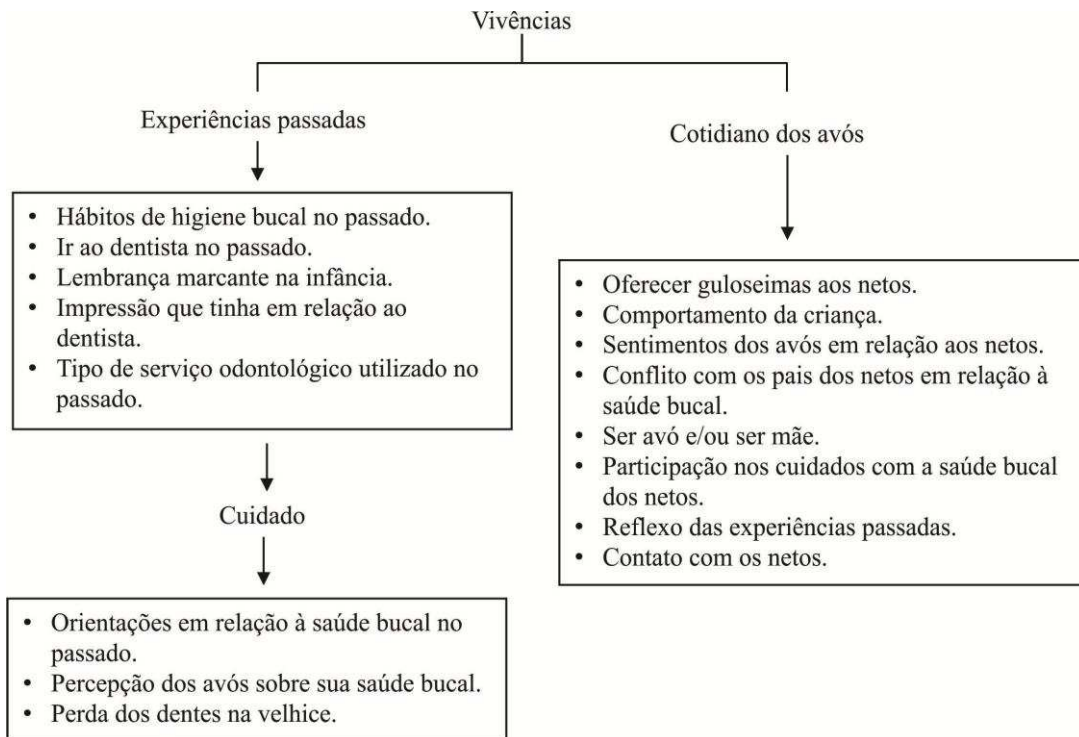 Vivências
Experiências passadas
• Hábitos de higiene bucal no passado.
• Ir ao dentista no passado.
• Lembrança marcante na infância.
• Impressão que tinha em relação ao
dentista.
• Tipo de serviço odontológico utilizado no
passado.
Cuidado
• Orientações em relação à saúde bucal no
passado.
• Percepção dos avós sobre sua saúde bucal.
• Perda dos dentes na velhice.
Cotidiano dos avós
• Oferecer guloseimas aos netos.
• Comportamento da criança.
• Sentimentos dos avós em relação aos netos.
• Conflito com os pais dos netos em relação à
saúde bucal.
• Ser avó e/ou ser mãe.
• Participação nos cuidados com a saúde bucal
dos netos.
• Reflexo das experiências passadas.
• Contato com os netos.